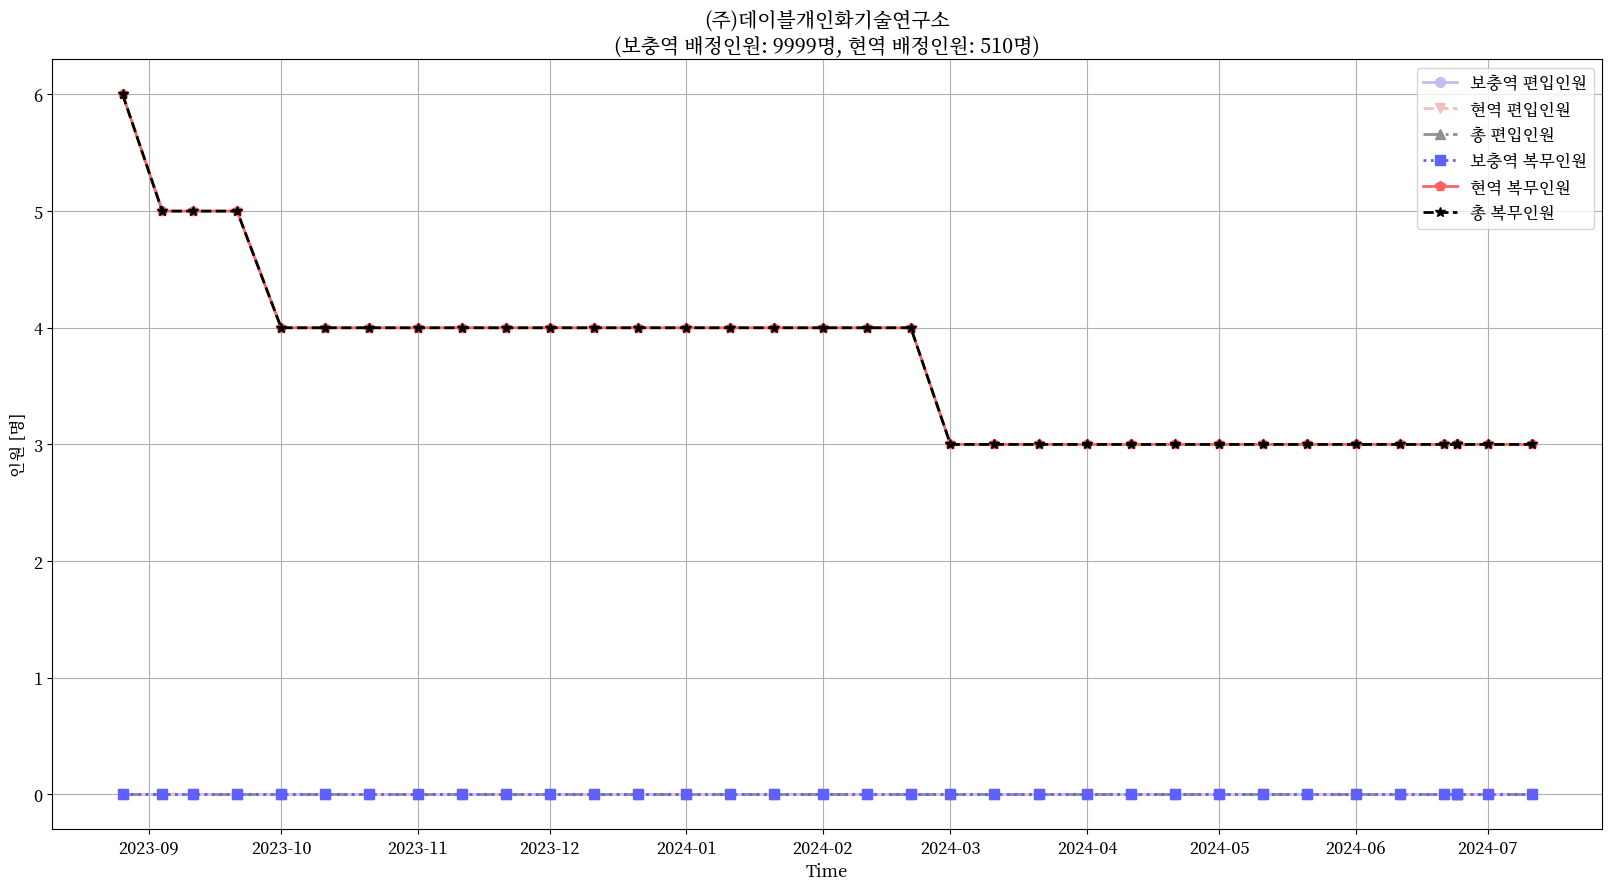 (주)데이블개인화기술연구소
(보충역 배정인원: 9999명, 현역 배정인원: 510명)
보충역 편입인원
현역 편입인원
총 편입인원
보충역 복무인원
현역 복무인원
총 복무인원
인원 [명]
6
5
4
3
2
1
0
2023-09
2023-10
2023-11
2023-12
2024-01
2024-02
2024-03
2024-04
2024-05
2024-06
2024-07
Time